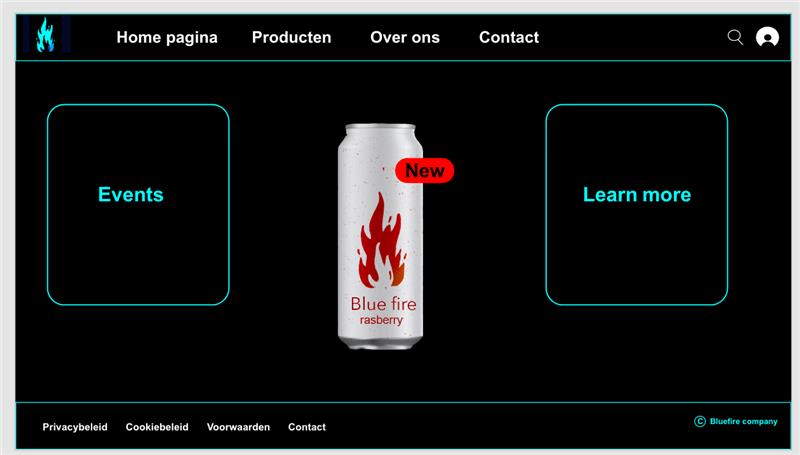 Home pagina Producten Over ons Contact
New
Events
Learn more
Blue fire
rasberry
Privacybeleid Cookiebeleid Voorwaarden Contact
© Bluefire company